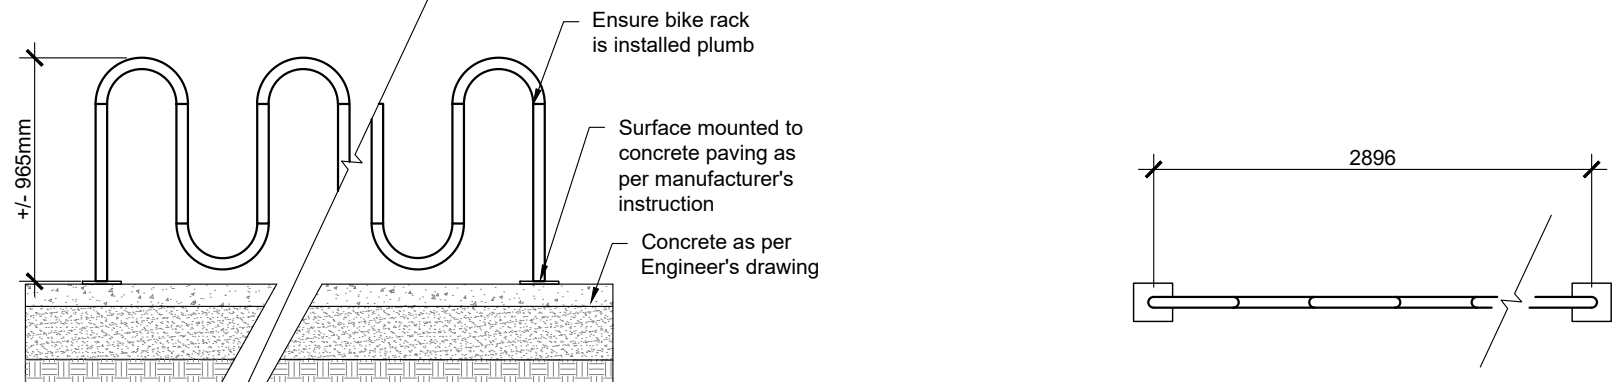 Ensure bike rack
is installed plumb
+/- 965mm
Surface mounted to
concrete paving as
per manufacturer's
instruction
Concrete as per
Engineer's drawing
2896